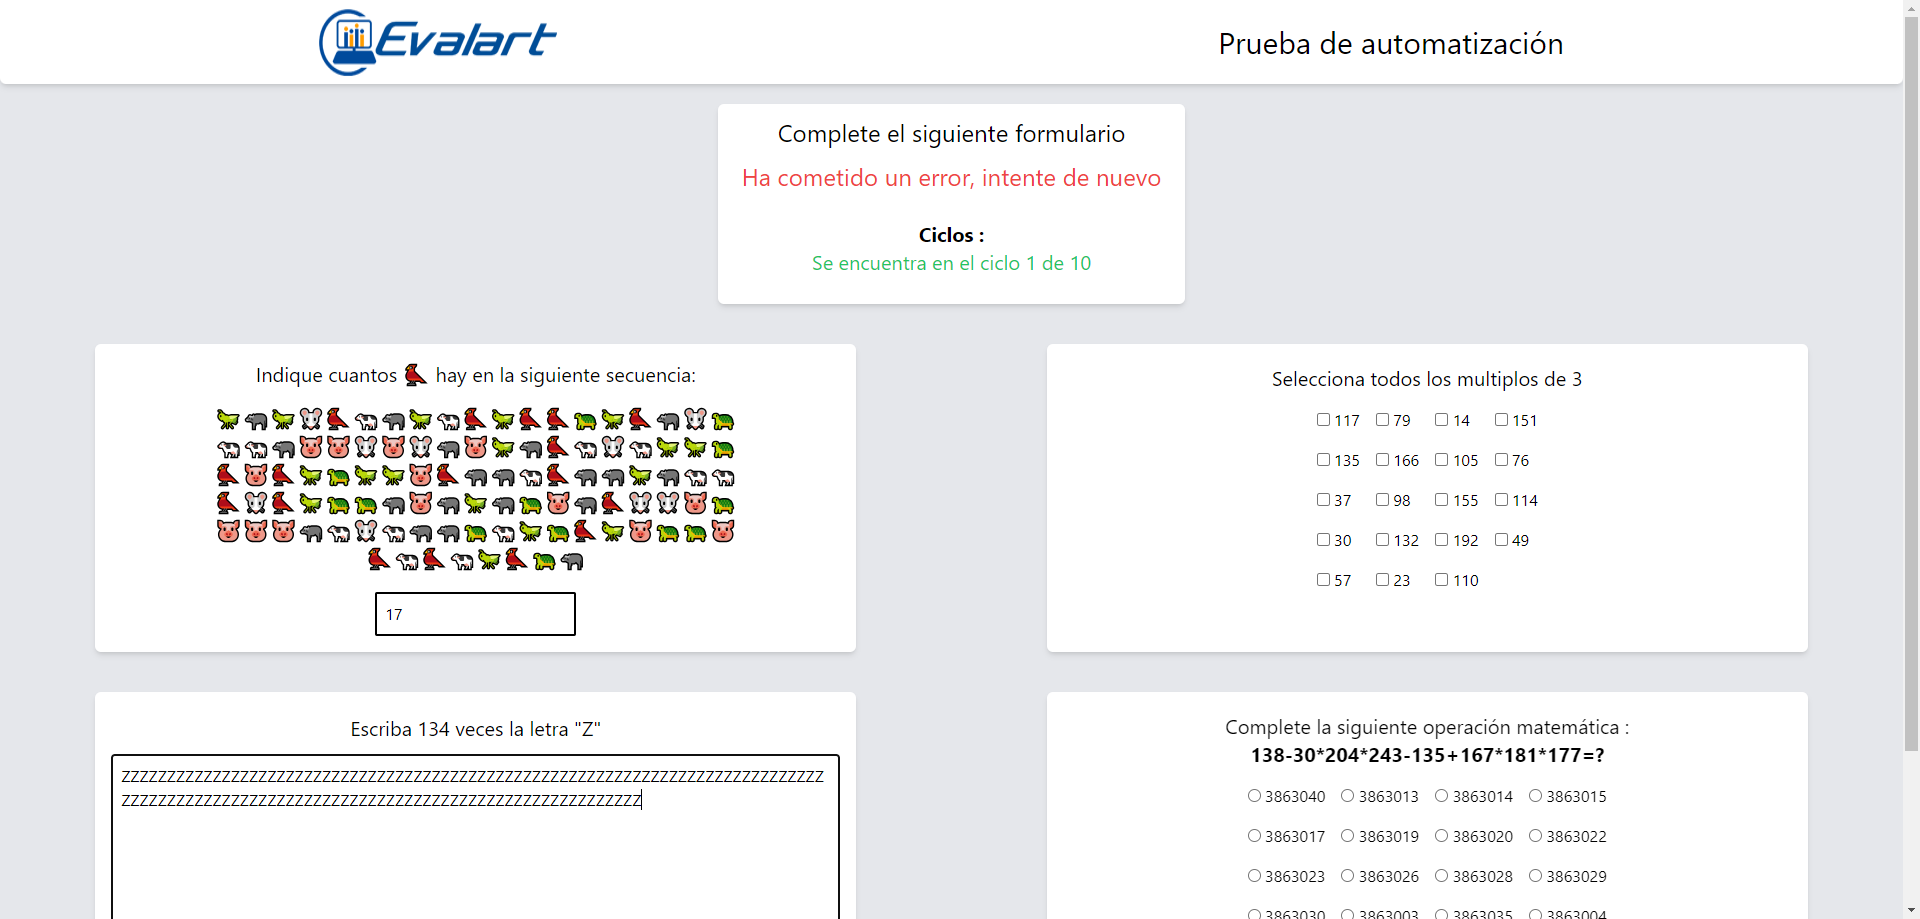 Evalart
Prueba de automatización
Complete el siguiente formulario
Ha cometido un error, intente de nuevo
Ciclos :
Se encuentra en el ciclo 1 de 10
Indique cuantos hay en la siguiente secuencia:
17
Selecciona todos los multiplos de 3
117 79 14 151
135 166 105 76
37 98 155 114
30 132 192 49
57 23 110
Escriba 134 veces la letra "Z"
ZZZZZZZZZZZZZZZZZZZZZZZZZZZZZZZZZZZZZZZZZZZZZZZZZZZZZZZZZZZZZZZZZZZZZZZZZZZZZ
ZZZZZZZZZZZZZZZZZZZZZZZZZZZZZZZZZZZZZZZZZZZZZZZZZZZZZZZZZ
Complete la siguiente operación matemática :
138-30*204*243-135+167*181*177=?
3863040 3863013 3863014 3863015
3863017 3863019 3863020 3863022
3863023 3863026 3863028 3863029
3863030 3863003 3863035 3863004